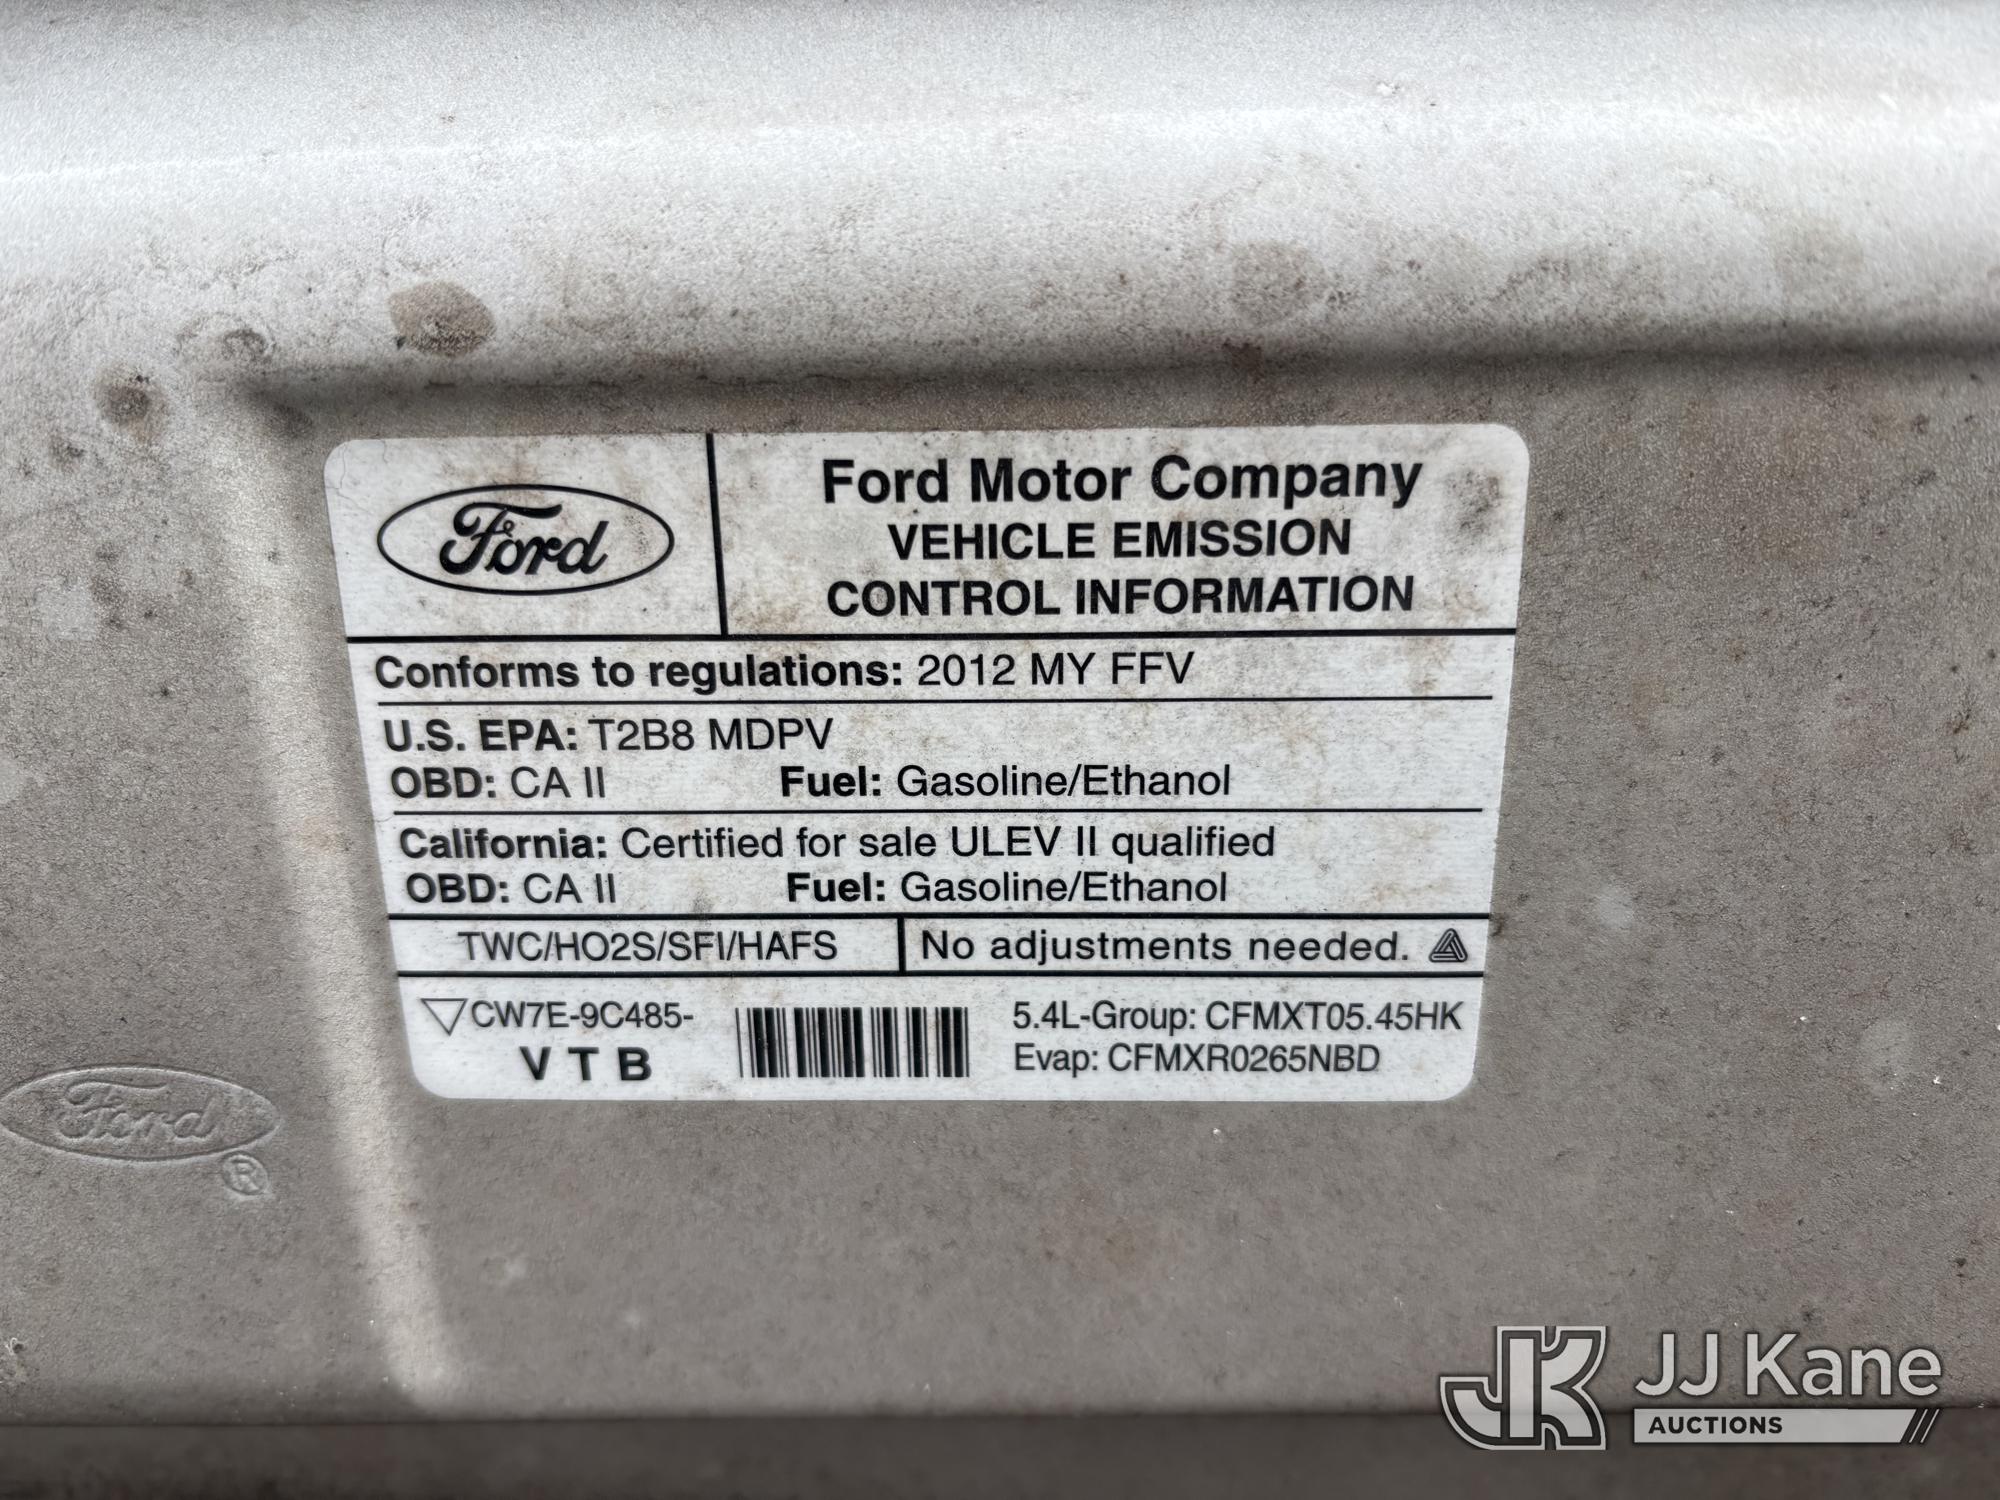 Ford
Ford Motor Company
VEHICLE EMISSION
CONTROL INFORMATION
Conforms to regulations: 2012 MY FFV
U.S. EPA: T2B8 MDPV
OBD: CA II Fuel: Gasoline/Ethanol
California: Certified for sale ULEV II qualified
OBD: CA II Fuel: Gasoline/Ethanol
TWC/HO2S/SFI/HAFS No adjustments needed.
CW7E-9C485-
V T B
5.4L-Group: CFMXT05.45HK
Evap: CFMXR0265NBD
Ford
®
JK JJ Kane
AUCTIONS